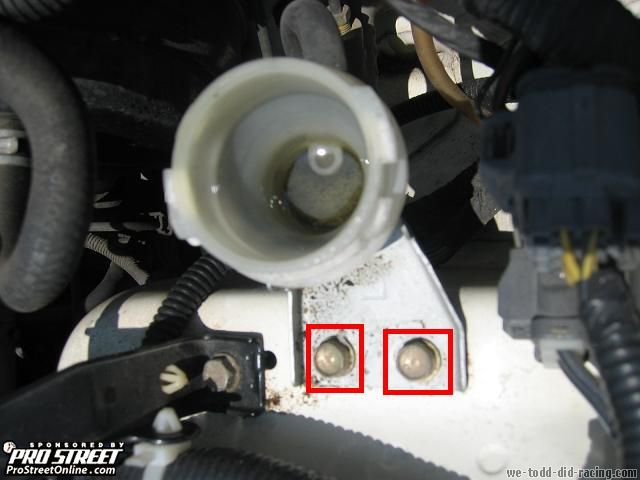 SPONSORED BY
PRO STREET
ProStreetOnline.com
we-todd-did-racing.com